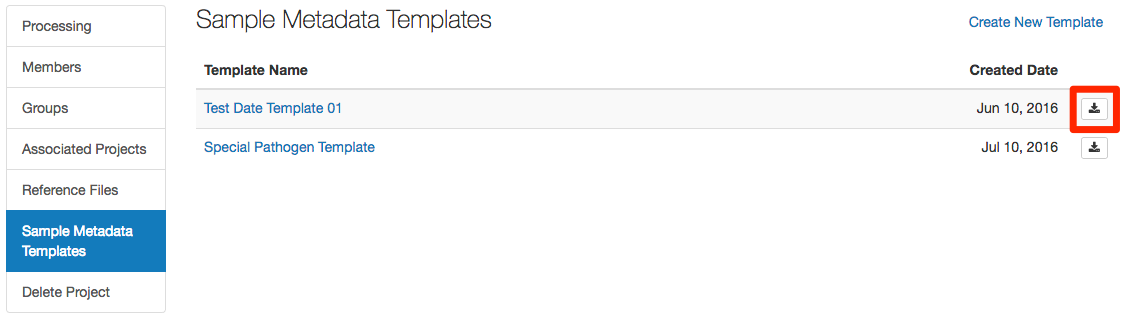 Processing
Members
Groups
Associated Projects
Reference Files
Sample Metadata
Templates
Delete Project
Sample Metadata Templates
Create New Template
Template Name Created Date
Test Date Template 01 Jun 10, 2016
Special Pathogen Template Jul 10, 2016